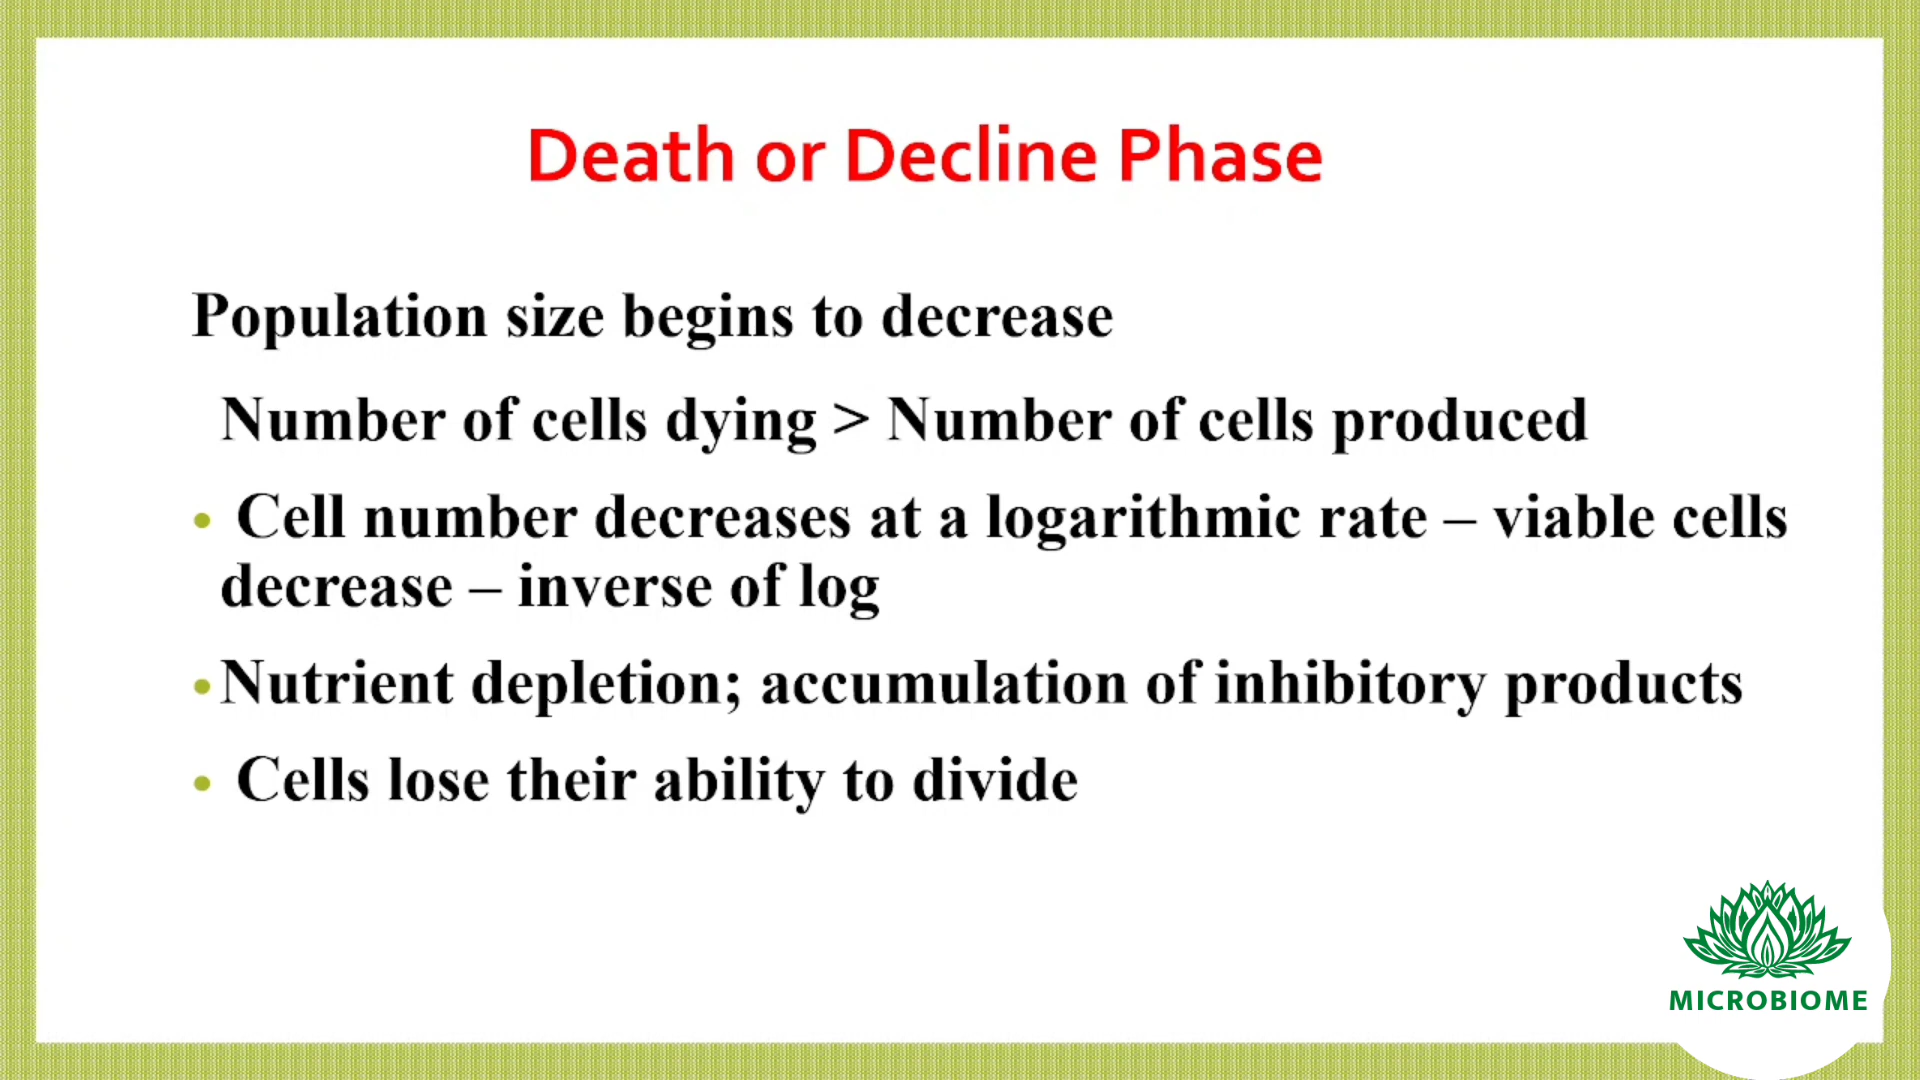 Death or Decline Phase
Population size begins to decrease
Number of cells dying > Number of cells produced
• Cell number decreases at a logarithmic rate – viable cells
decrease – inverse of log
•Nutrient depletion; accumulation of inhibitory products
• Cells lose their ability to divide
MICROBIOME